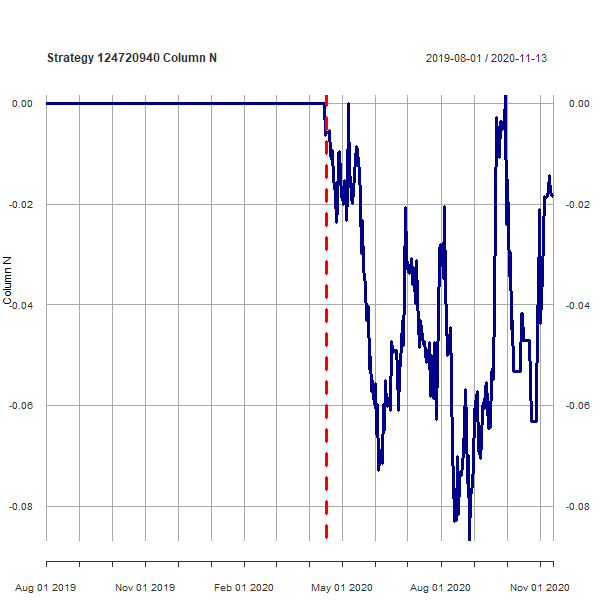 Strategy 124720940 Column N
2019-08-01 / 2020-11-13
0.00
-0.02
-0.04
-0.06
-0.08
Column N
0.00
-0.02
-0.04
-0.06
-0.08
Aug 01 2019
Nov 01 2019
Feb 01 2020
May 01 2020
Aug 01 2020
Nov 01 2020